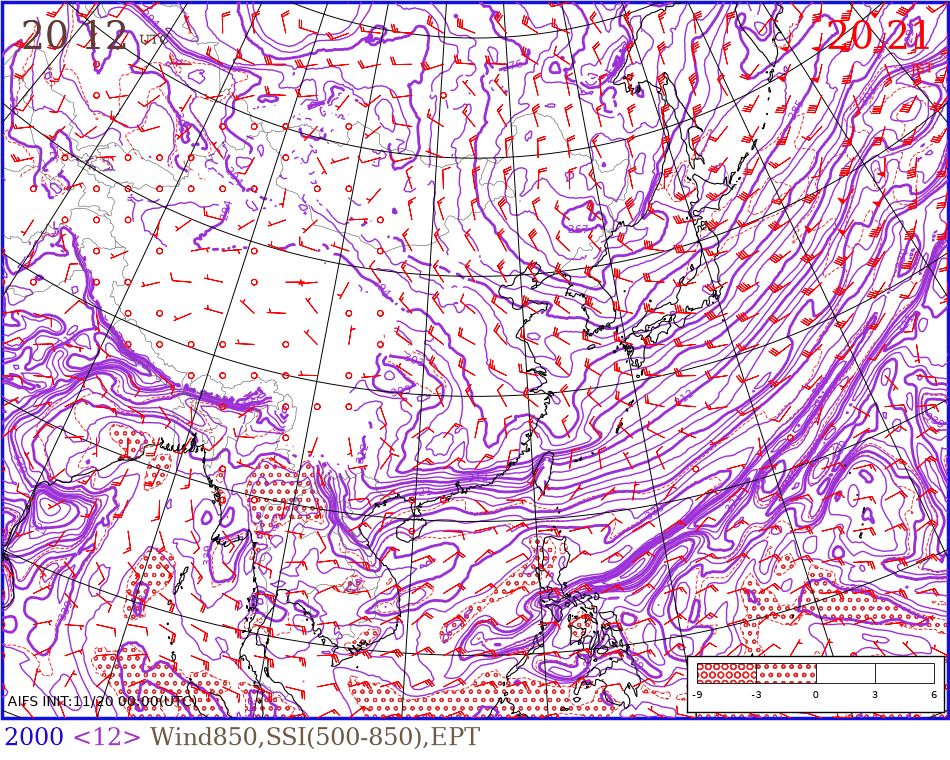 20 12 UTC
20 21
AIFS INIT:11/20 00:00(UTC)
-9 -3 0 3 6
2000 <12> Wind850,SSI(500-850),EPT